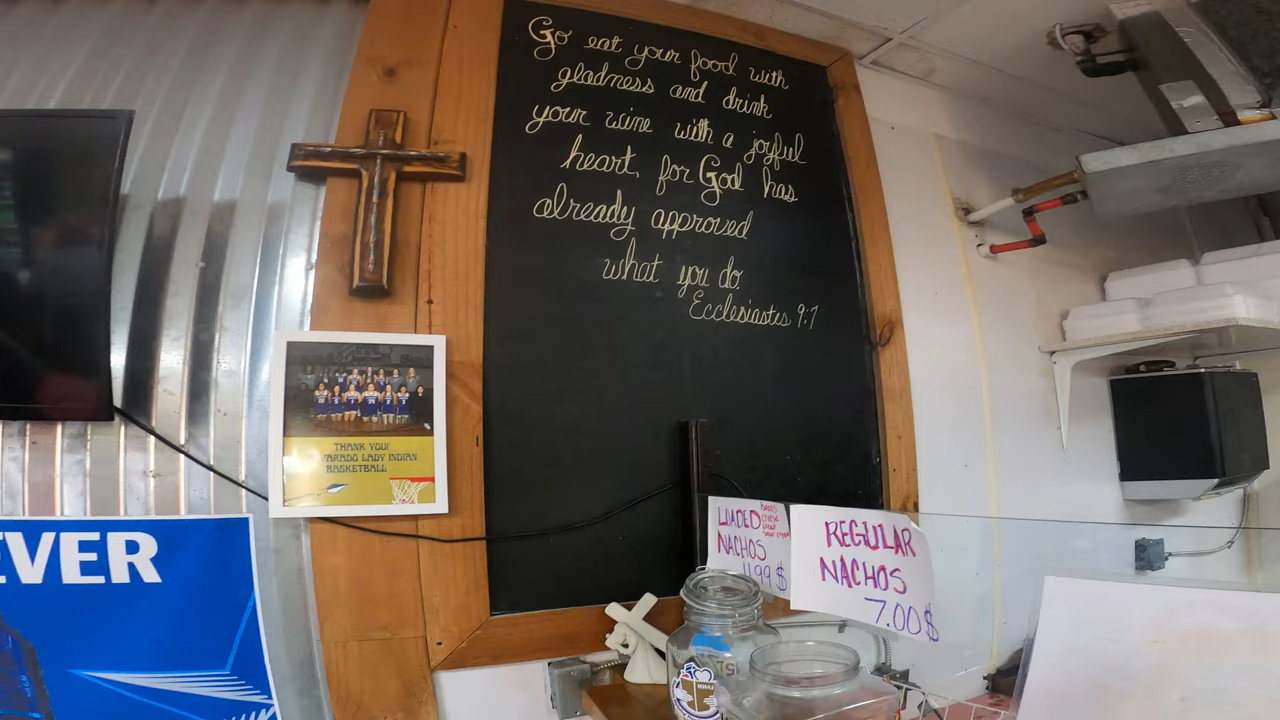 Go eat your food with
gladness and drink
your wine with a joyful
heart, for God has
already approved
what you do.
Ecclesiastes 9:7
THANK YOU!
VARADO LADY INDIAN
BASKETBALL
EVER
LOADED
NACHOS
11.99 $
REGULAR
NACHOS
7.00 $